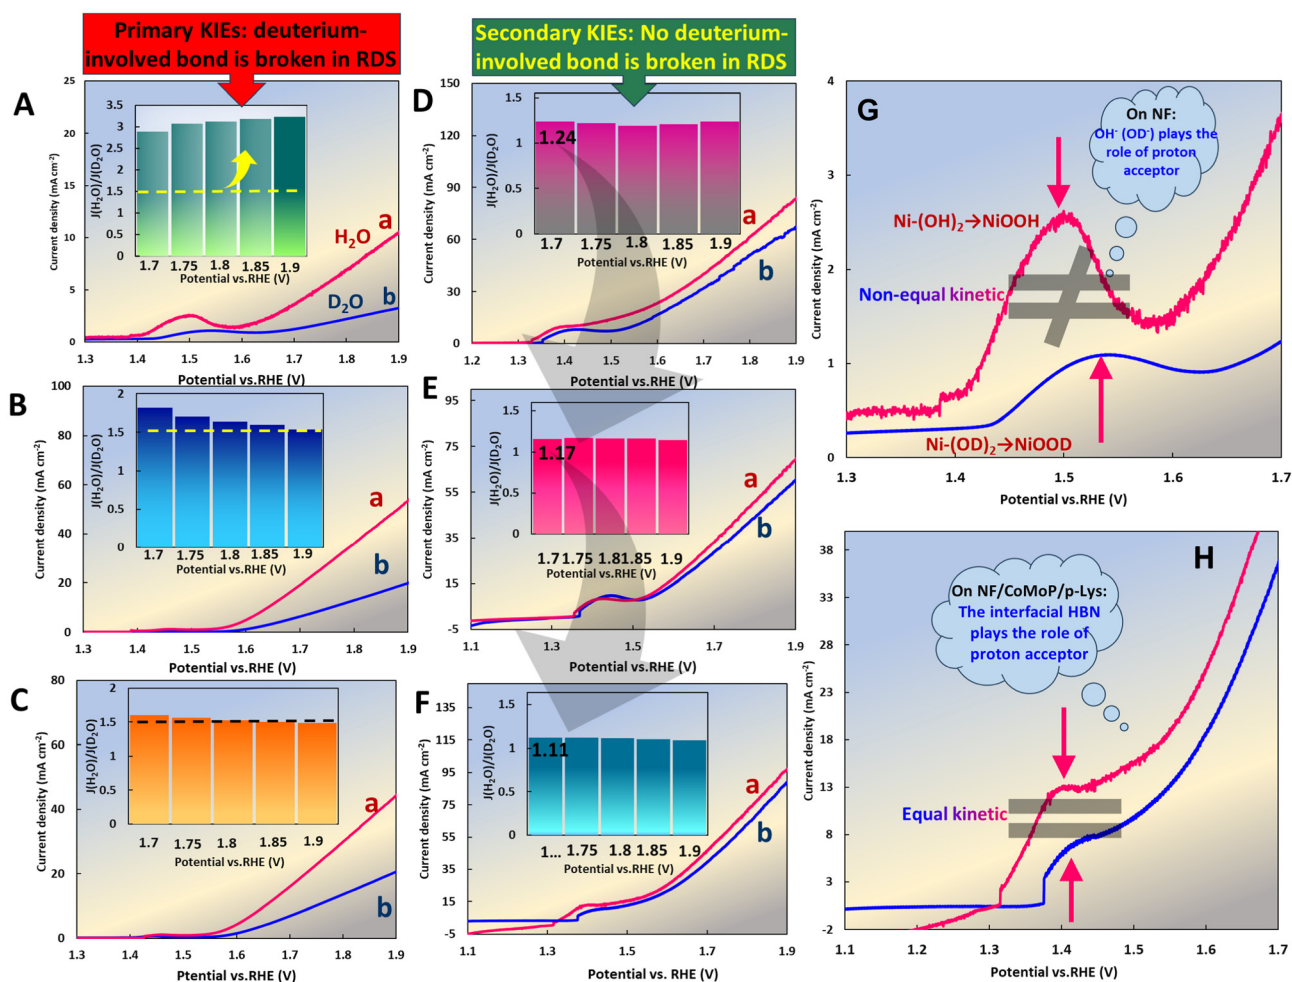 Primary KIEs: deuterium-
involved bond is broken in RDS
Secondary KIEs: No deuterium-
involved bond is broken in RDS
A
Current density (mA cm⁻²)
25
20
15
10
5
0
1.3 1.4 1.5 1.6 1.7 1.8 1.9
Potential vs.RHE (V)
J(H₂O)/J(D₂O)
3.5
3
2.5
2
1.5
1
0.5
0
1.7 1.75 1.8 1.85 1.9
Potential vs.RHE (V)
H₂O
a
D₂O
b
B
Current density (mA cm⁻²)
100
80
60
40
20
0
1.3 1.4 1.5 1.6 1.7 1.8 1.9
Potential vs.RHE (V)
J(H₂O)/J(D₂O)
2
1.5
1
0.5
0
1.7 1.75 1.8 1.85 1.9
Potential vs.RHE (V)
a
b
C
Current density (mA cm⁻²)
80
60
40
20
0
1.3 1.4 1.5 1.6 1.7 1.8 1.9
Potential vs.RHE (V)
J(H₂O)/J(D₂O)
2
1.5
1
0.5
0
1.7 1.75 1.8 1.85 1.9
Potential vs.RHE (V)
a
b
D
Current density (mA cm⁻²)
150
120
90
60
30
0
1.2 1.3 1.4 1.5 1.6 1.7 1.8 1.9
Potential vs.RHE (V)
J(H₂O)/J(D₂O)
1.5
1
0.5
0
1.24
1.7 1.75 1.8 1.85 1.9
Potential vs.RHE (V)
a
b
E
Current density (mA cm⁻²)
95
75
55
35
15
-5
1.1 1.3 1.5 1.7 1.9
Potential vs.RHE (V)
J(H₂O)/J(D₂O)
1.5
1
0.5
0
1.17
1.7 1.75 1.81.85 1.9
Potential vs.RHE (V)
a
b
F
Current density (mA cm⁻²)
135
115
95
75
55
35
15
-5
1.1 1.3 1.5 1.7 1.9
Potential vs. RHE (V)
J(H₂O)/J(D₂O)
1.5
1
0.5
0
1.11
1... 1.75 1.8 1.85 1.9
Potential vs.RHE (V)
a
b
G
Current density (mA cm⁻²)
4
3
2
1
0
1.3 1.4 1.5 1.6 1.7
Potential vs.RHE (V)
On NF:
OH⁻ (OD⁻) plays the
role of proton
acceptor
Ni-(OH)₂→NiOOH
Non-equal kinetic
Ni-(OD)₂→NiOOD
H
Current density (mA cm⁻²)
38
33
28
23
18
13
8
3
-2
1.1 1.2 1.3 1.4 1.5 1.6 1.7
Potential vs.RHE (V)
On NF/CoMoP/p-Lys:
The interfacial HBN
plays the role of
proton acceptor
Equal kinetic